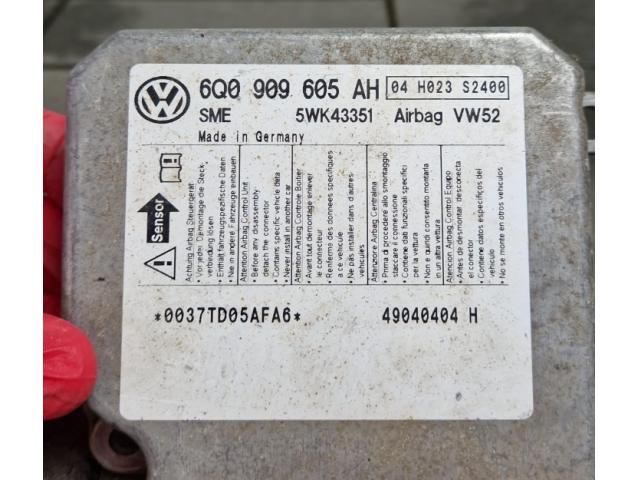 6Q0 909 605 AH 04 H023 S2400
SME 5WK43351 Airbag VW52
Made in Germany
Sensor
Achtung Airbag Steuergerät
• Vor jeder Demontage die Steck-
verbindung lösen
• Enthält fahrzeugspezifische Daten
• Nie in andere Fahrzeuge einbauen
Attention Airbag Control Unit
• Before any disassembly
detach the connector
• Contains specific vehicle data
• Never install in another car
Attention Airbag Controle Boitier
• Avant tout demontage enlever
le connecteur
• Renferme des donnees specifiques
a ce vehicule
• Ne pas installer dans d'autres
vehicules
Attenzione Airbag Centralina
• Prima di procedere allo smontaggio
staccare il connessione
• Contiene dati funzionali specifici
per la vettura
• Non e quindi consentito montarla
in un altra vettura
Atencion Airbag Control Equipo
• Antes de desmontar desconecta
el conector
• Contiene datos especificos del
vehiculo
• No se monte en otros vehiculos
*0037TD05AFA6* 49040404 H